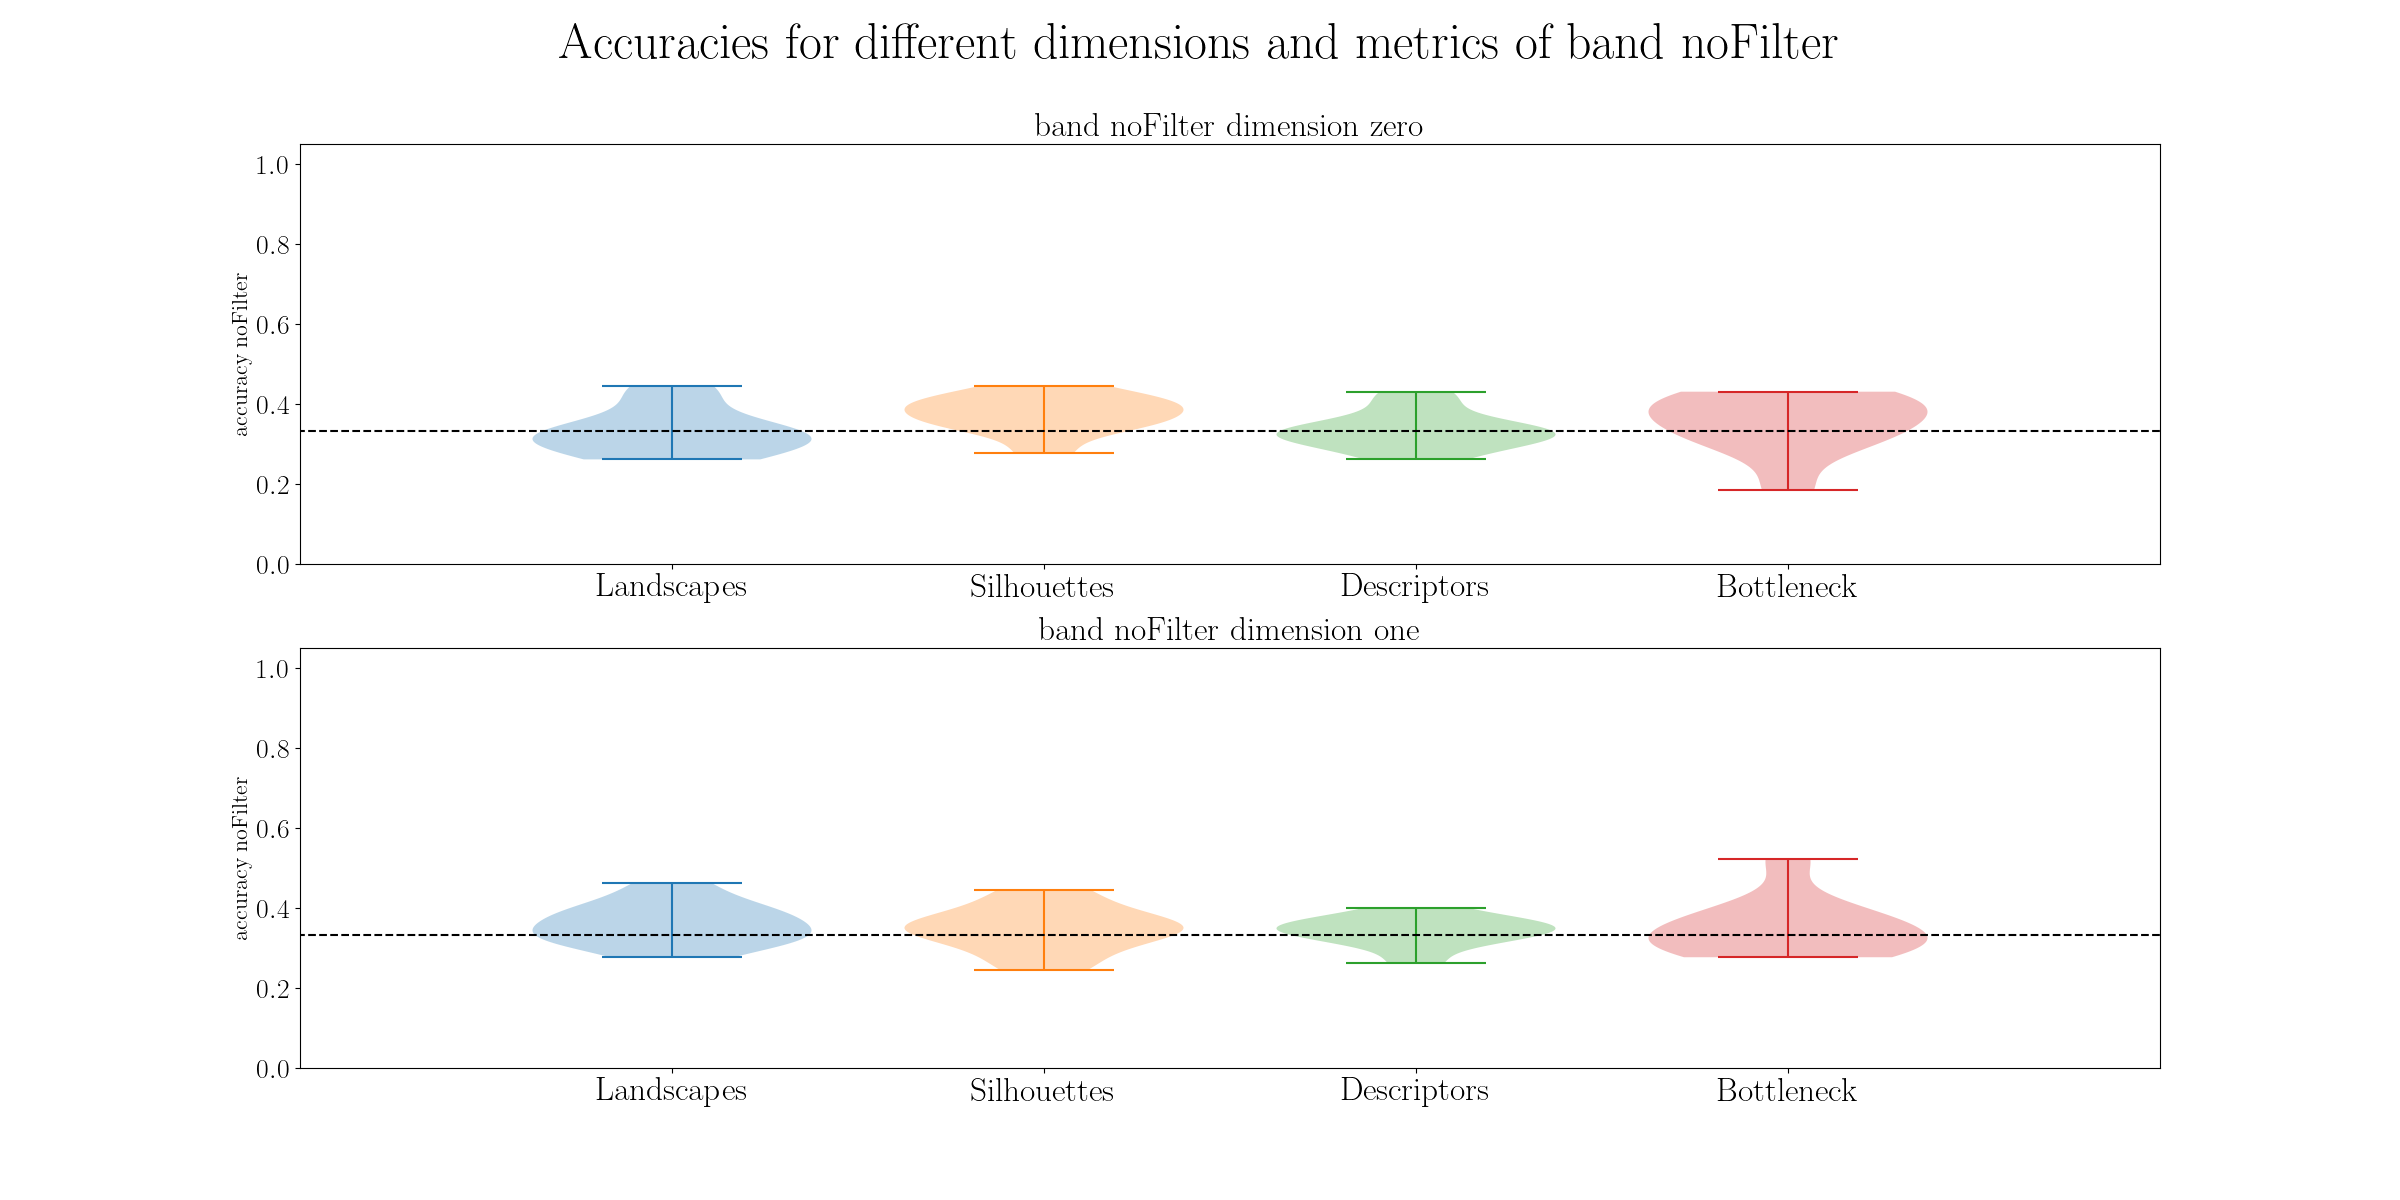 Accuracies for different dimensions and metrics of band noFilter
band noFilter dimension zero
accuracy noFilter
1.0
0.8
0.6
0.4
0.2
0.0
Landscapes Silhouettes Descriptors Bottleneck
band noFilter dimension one
accuracy noFilter
1.0
0.8
0.6
0.4
0.2
0.0
Landscapes Silhouettes Descriptors Bottleneck